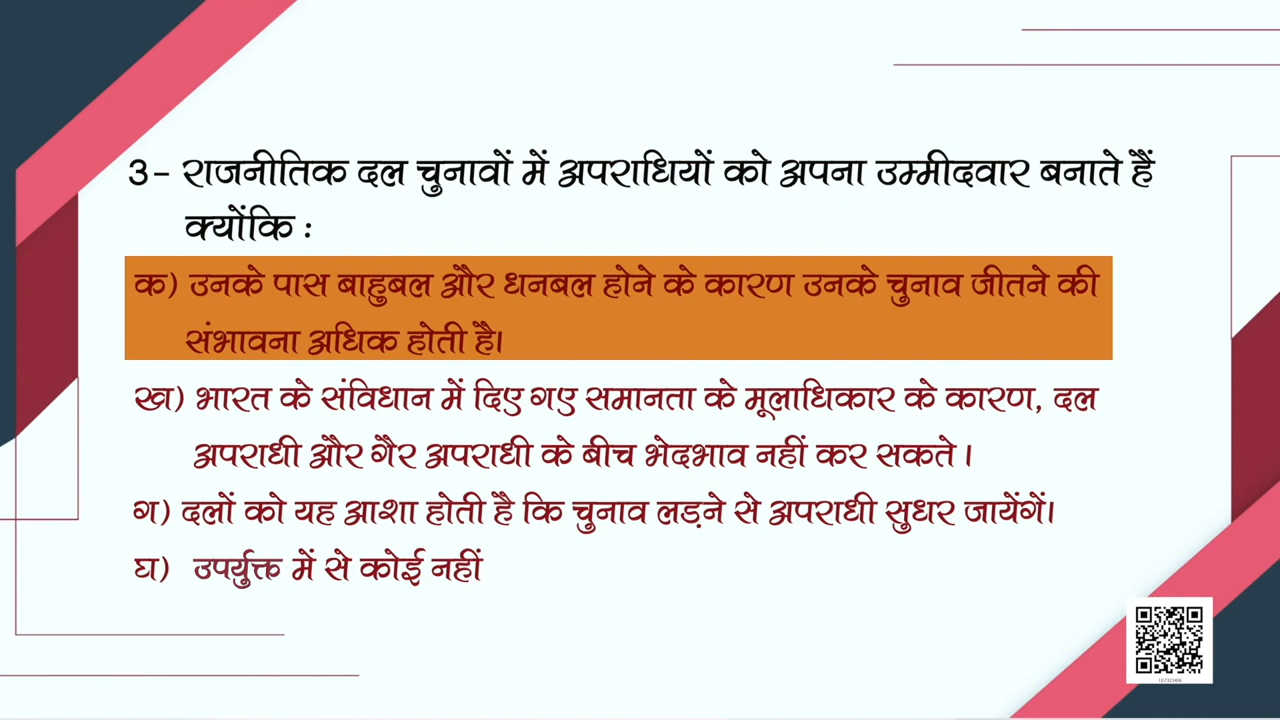 3- राजनीतिक दल चुनावों में अपराधियों को अपना उम्मीदवार बनाते हैं
क्योंकि :
क) उनके पास बाहुबल और धनबल होने के कारण उनके चुनाव जीतने की
संभावना अधिक होती है।
ख) भारत के संविधान में दिए गए समानता के मूलाधिकार के कारण, दल
अपराधी और गैर अपराधी के बीच भेदभाव नहीं कर सकते ।
ग) दलों को यह आशा होती है कि चुनाव लड़ने से अपराधी सुधर जायेंगें।
घ) उपर्युक्त में से कोई नहीं
1073CH06